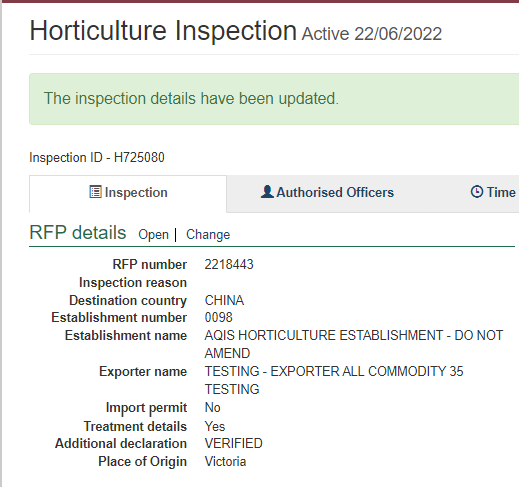 Horticulture Inspection Active 22/06/2022
The inspection details have been updated.
Inspection ID - H725080
Inspection Authorised Officers Time
RFP details Open | Change
RFP number 2218443
Inspection reason
Destination country CHINA
Establishment number 0098
Establishment name AQIS HORTICULTURE ESTABLISHMENT - DO NOT
AMEND
Exporter name TESTING - EXPORTER ALL COMMODITY 35
TESTING
Import permit No
Treatment details Yes
Additional declaration VERIFIED
Place of Origin Victoria